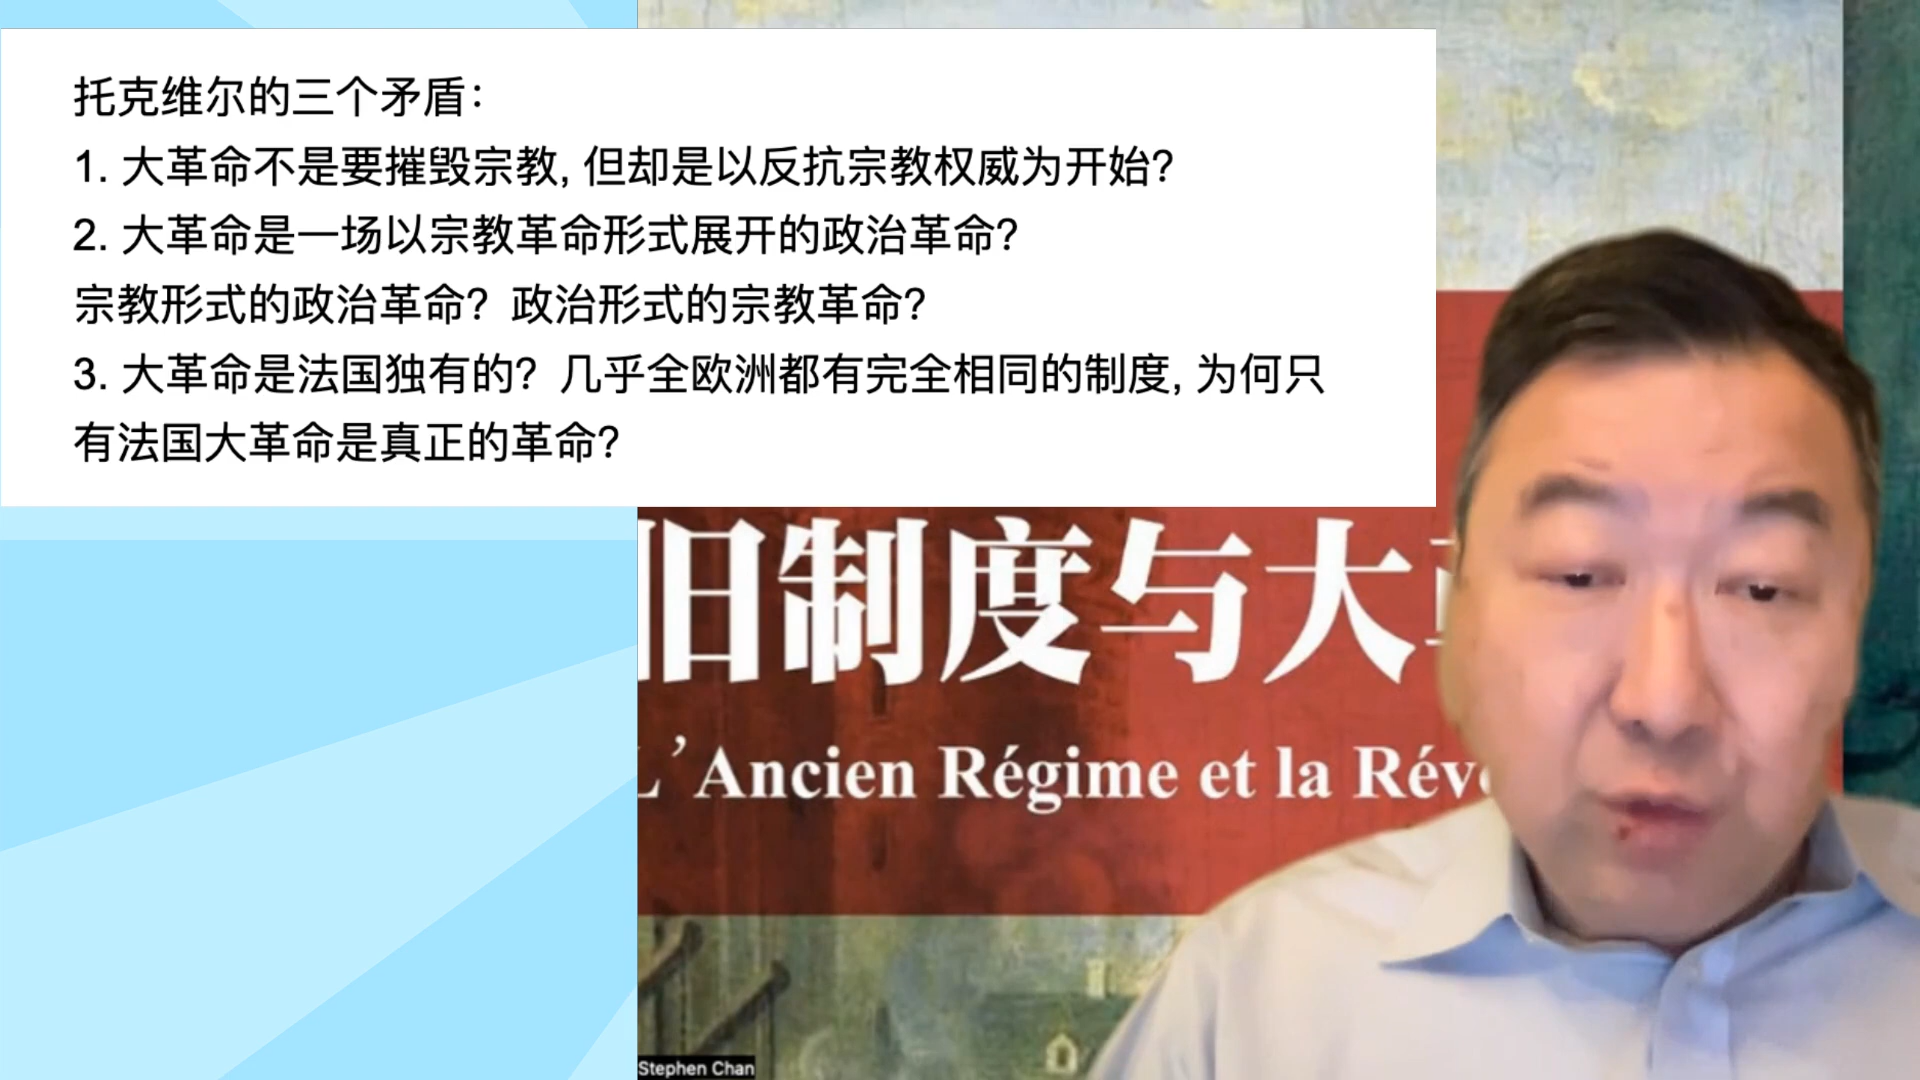 托克维尔的三个矛盾：
1. 大革命不是要摧毁宗教, 但却是以反抗宗教权威为开始?
2. 大革命是一场以宗教革命形式展开的政治革命?
宗教形式的政治革命？政治形式的宗教革命?
3. 大革命是法国独有的？几乎全欧洲都有完全相同的制度, 为何只
有法国大革命是真正的革命?
旧制度与大
L’Ancien Régime et la Rév
Stephen Chan